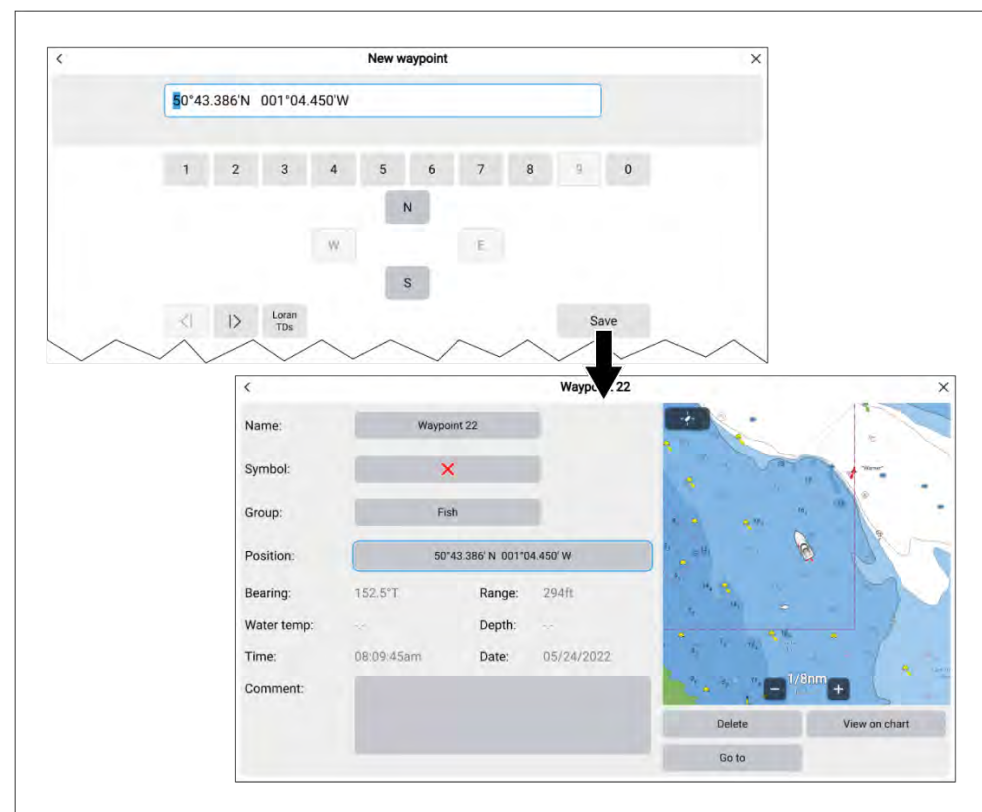 New waypoint
50°43.386'N 001°04.450'W
1 2 3 4 5 6 7 8 9 0
N
W E
S
Loran
TDs
Save
Waypo 22
Name: Waypoint 22
Symbol:
Group: Fish
Position: 50°43.386' N 001°04.450' W
Bearing: 152.5°T Range: 294ft
Water temp: -.- Depth: -.-
Time: 08:09:45am Date: 05/24/2022
Comment:
"Warner"
1/8nm
Delete View on chart
Go to